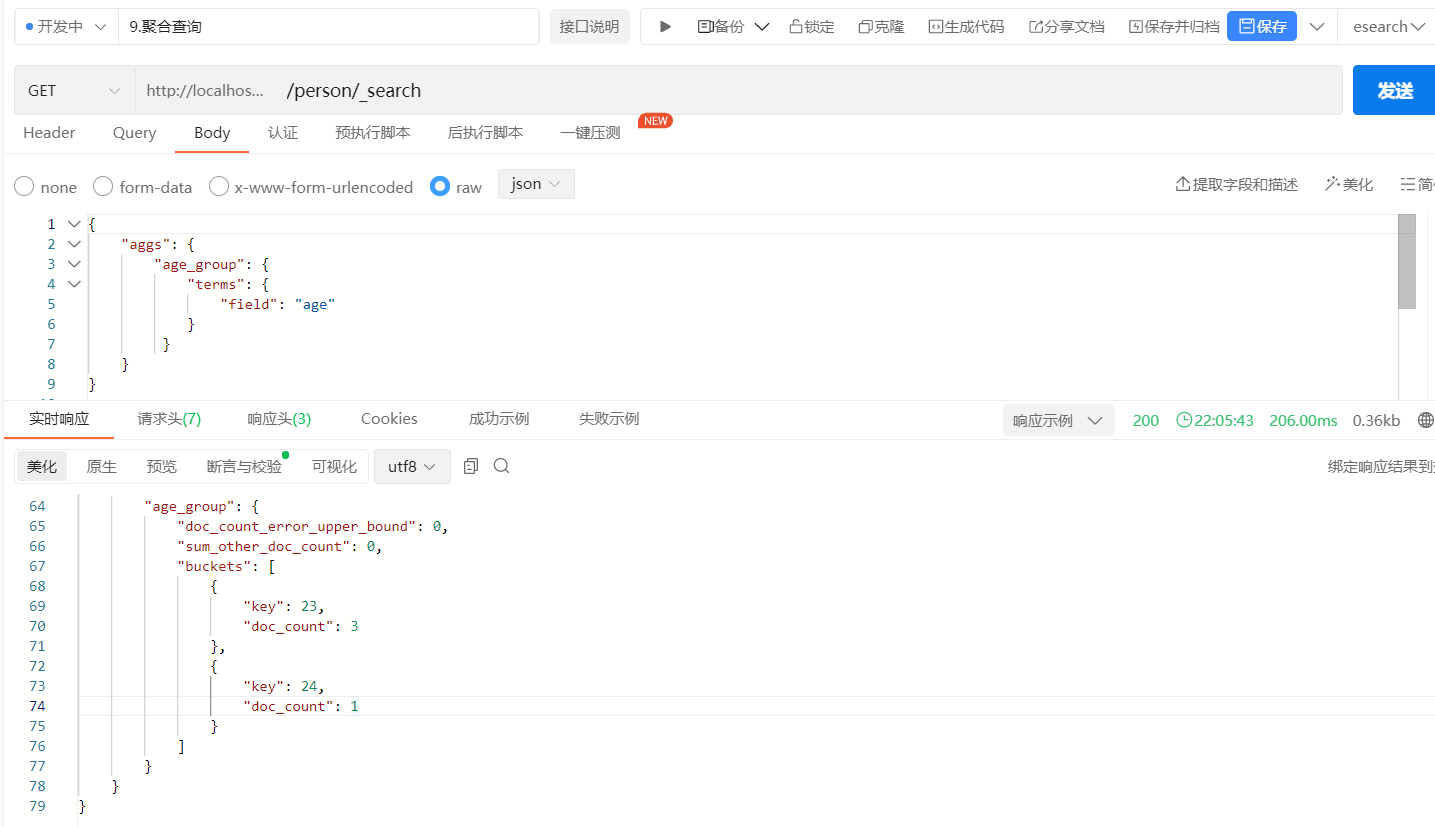 开发中 9.聚合查询 接口说明 备份 锁定 克隆 生成代码 分享文档 保存并归档 保存 esearch
GET http://localhos... /person/_search 发送
Header Query Body 认证 预执行脚本 后执行脚本 一键压测 NEW
none form-data x-www-form-urlencoded raw json 提取字段和描述 美化
1 {
2 "aggs": {
3 "age_group": {
4 "terms": {
5 "field": "age"
6 }
7 }
8 }
9 }
实时响应 请求头(7) 响应头(3) Cookies 成功示例 失败示例 响应示例 200 22:05:43 206.00ms 0.36kb
美化 原生 预览 断言与校验 可视化 utf8 绑定响应结果到
64 "age_group": {
65 "doc_count_error_upper_bound": 0,
66 "sum_other_doc_count": 0,
67 "buckets": [
68 {
69 "key": 23,
70 "doc_count": 3
71 },
72 {
73 "key": 24,
74 "doc_count": 1
75 }
76 ]
77 }
78 }
79 }